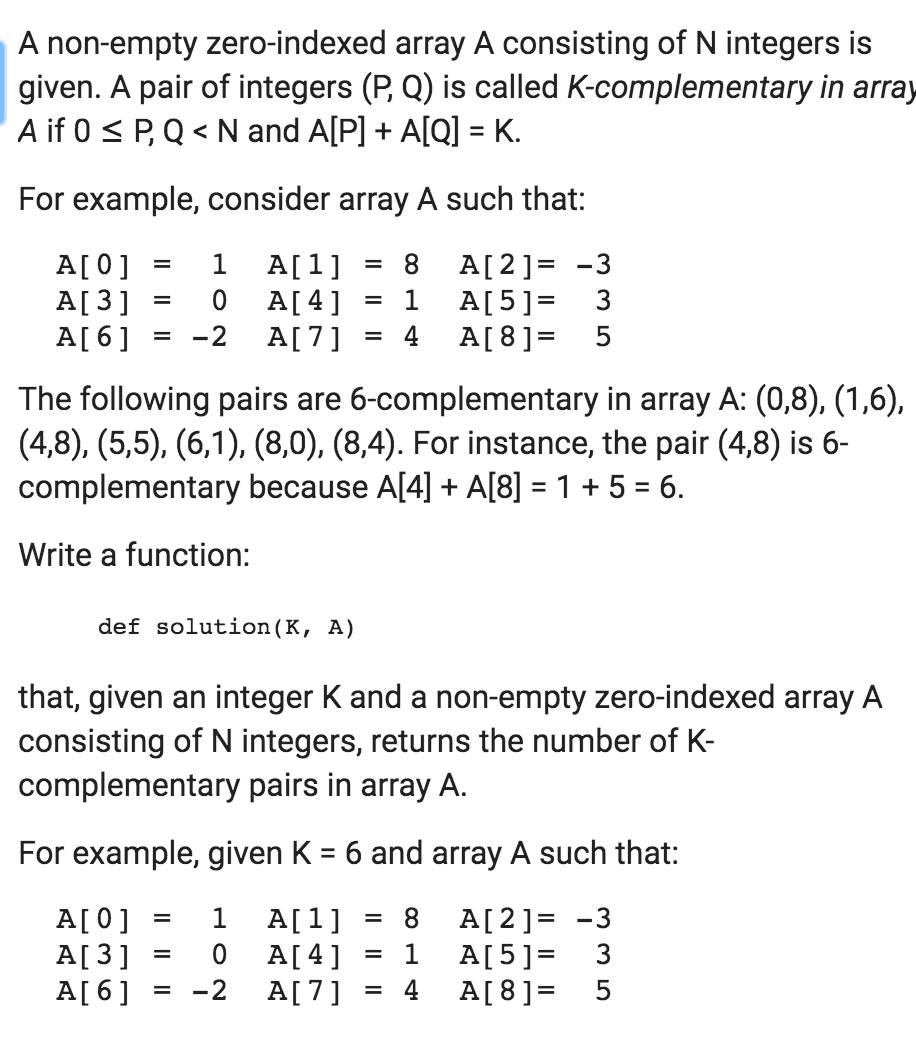 A non-empty zero-indexed array A consisting of N integers is
given. A pair of integers (P, Q) is called K-complementary in array
A if 0 ≤ P, Q < N and A[P] + A[Q] = K.
For example, consider array A such that:
A[0] = 1 A[1] = 8 A[2]= -3
A[3] = 0 A[4] = 1 A[5]= 3
A[6] = -2 A[7] = 4 A[8]= 5
The following pairs are 6-complementary in array A: (0,8), (1,6),
(4,8), (5,5), (6,1), (8,0), (8,4). For instance, the pair (4,8) is 6-
complementary because A[4] + A[8] = 1 + 5 = 6.
Write a function:
def solution(K, A)
that, given an integer K and a non-empty zero-indexed array A
consisting of N integers, returns the number of K-
complementary pairs in array A.
For example, given K = 6 and array A such that:
A[0] = 1 A[1] = 8 A[2]= -3
A[3] = 0 A[4] = 1 A[5]= 3
A[6] = -2 A[7] = 4 A[8]= 5